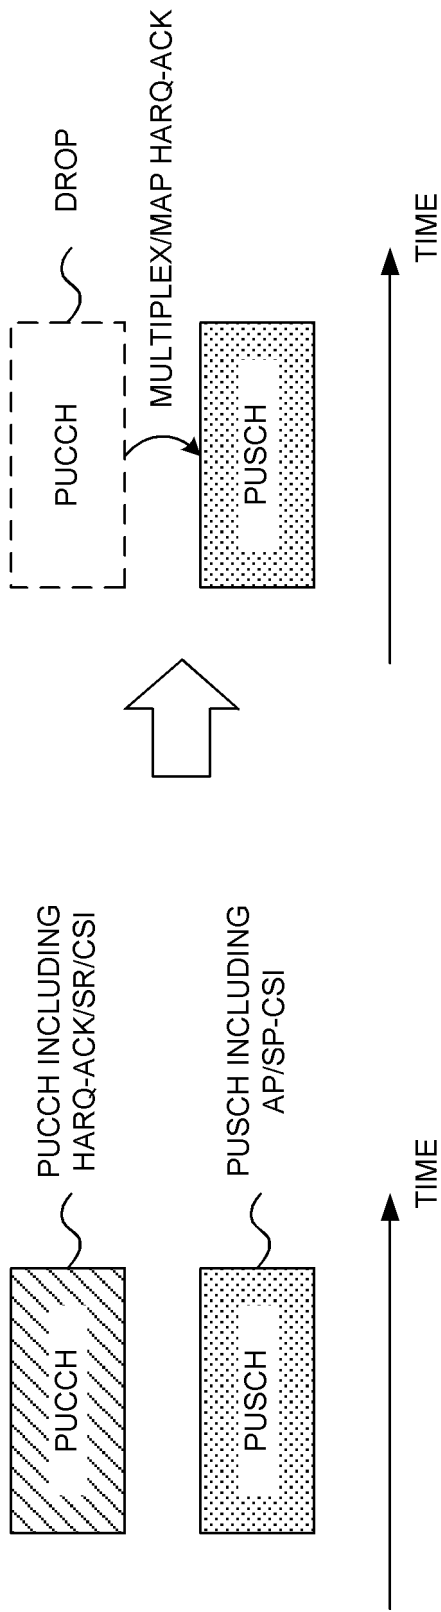 PUCCH
PUCCH INCLUDING
HARQ-ACK/SR/CSI
PUSCH
PUSCH INCLUDING
AP/SP-CSI
TIME
PUCCH
DROP
MULTIPLEX/MAP HARQ-ACK
PUSCH
TIME